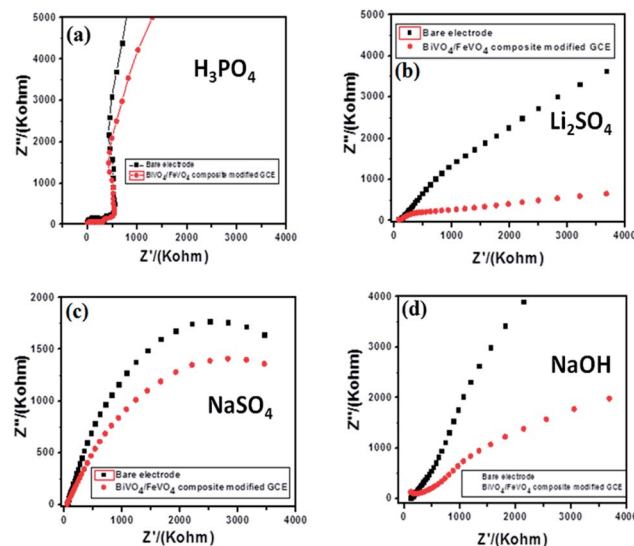 (a)
H₃PO₄
Bare electrode
BiVO₄/FeVO₄ composite modified GCE
Z''/(Kohm)
5000
4000
3000
2000
1000
0
0 1000 2000 3000 4000
Z'/(Kohm)
Bare electrode
BiVO₄/FeVO₄ composite modified GCE
(b)
Li₂SO₄
Z''/(Kohm)
5000
4000
3000
2000
1000
0
0 1000 2000 3000 4000
Z'/(Kohm)
(c)
NaSO₄
Bare electrode
BiVO₄/FeVO₄ composite modified GCE
Z''/(Kohm)
2000
1500
1000
500
0
0 1000 2000 3000 4000
Z'/(Kohm)
(d)
NaOH
Bare electrode
BiVO₄/FeVO₄ composite modified GCE
Z''/(Kohm)
4000
3000
2000
1000
0
0 1000 2000 3000 4000
Z'/(Kohm)